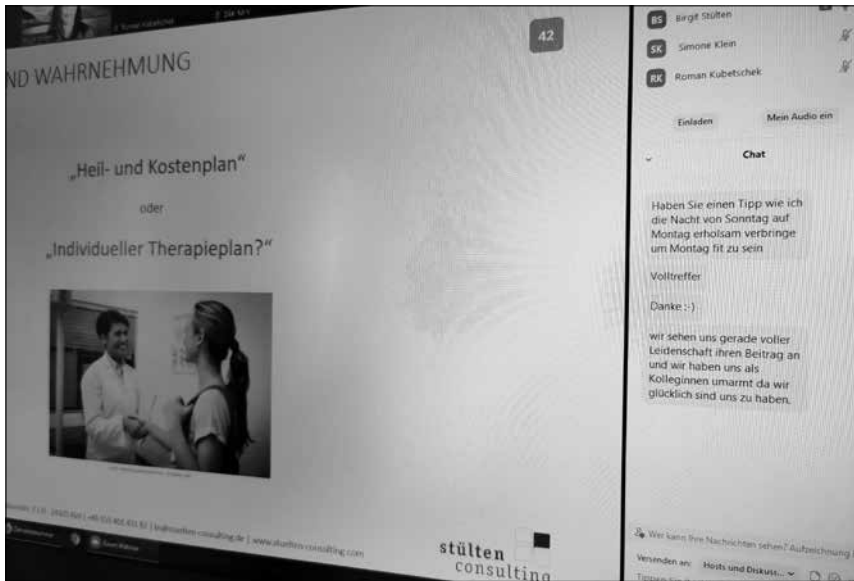 ND WAHRNEHMUNG
42
„Heil- und Kostenplan“
oder
„Individueller Therapieplan?“
www.stuelten-consulting.com
stülten
consulting
BS Birgit Stülten
SK Simone Klein
RK Roman Kubetschek
Einladen Mein Audio ein
Chat
Haben Sie einen Tipp wie ich
die Nacht von Sonntag auf
Montag erholsam verbringe
um Montag fit zu sein
Volltreffer
Danke :-)
wir sehen uns gerade voller
Leidenschaft ihren Beitrag an
und wir haben uns als
Kolleginnen umarmt da wir
glücklich sind uns zu haben.
Wer kann Ihre Nachrichten sehen? Aufzeichnung
Versenden an: Hosts und Diskuss...